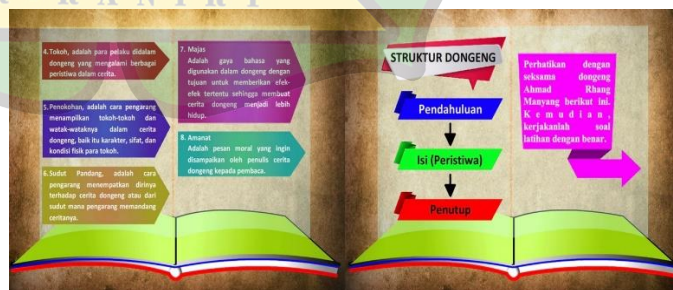 4.Tokoh, adalah para pelaku didalam
dongeng yang mengalami berbagai
peristiwa dalam cerita.
5.Penokohan, adalah cara pengarang
menampilkan tokoh-tokoh dan
watak-wataknya dalam cerita
dongeng, baik itu karakter, sifat, dan
kondisi fisik para tokoh.
6.Sudut Pandang, adalah cara
pengarang menempatkan dirinya
terhadap cerita dongeng atau dari
sudut mana pengarang memandang
ceritanya.
7. Majas
Adalah gaya bahasa yang
digunakan dalam dongeng dengan
tujuan untuk memberikan efek-
efek tertentu sehingga membuat
cerita dongeng menjadi lebih
hidup.
8. Amanat
Adalah pesan moral yang ingin
disampaikan oleh penulis cerita
dongeng kepada pembaca.
STRUKTUR DONGENG
Pendahuluan
Isi (Peristiwa)
Penutup
Perhatikan dengan
seksama dongeng
Ahmad Rhang
Manyang berikut ini.
Kemudian,
kerjakanlah soal
latihan dengan benar.